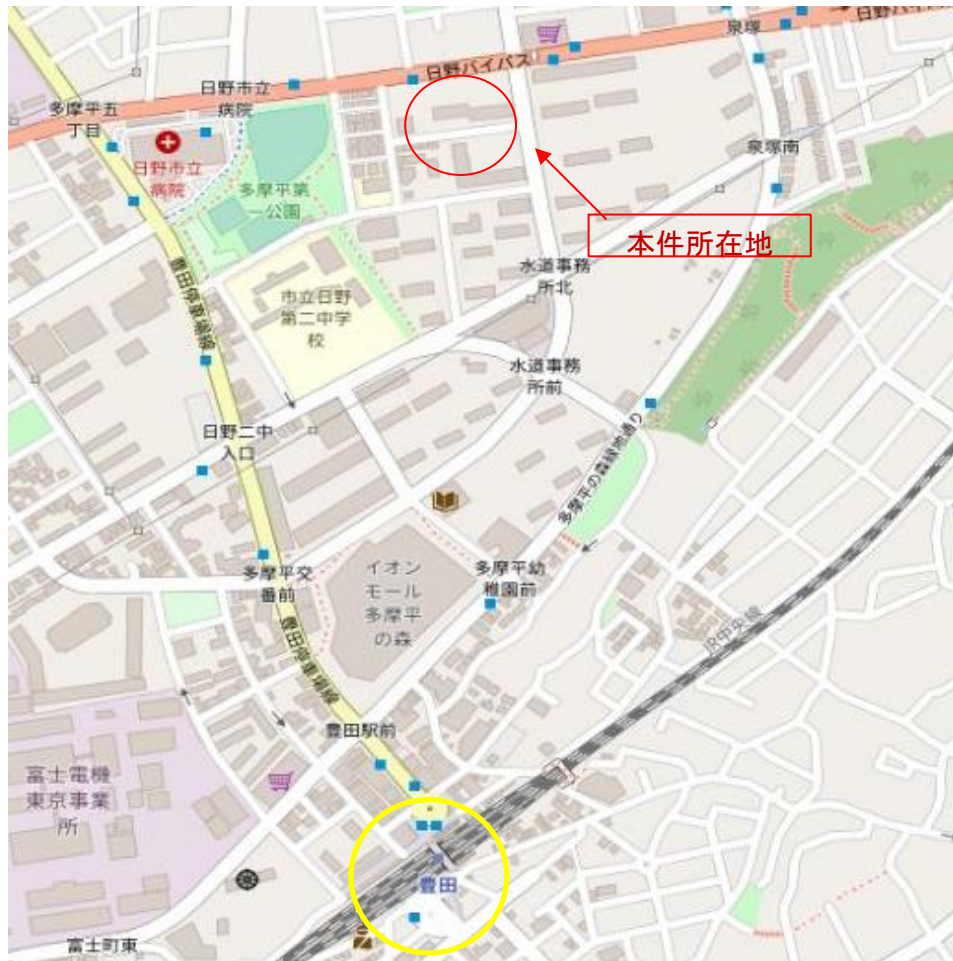 日野バイパス
泉塚
日野バイパス
日野市立
病院
多摩平五
丁目
日野市立
病院
多摩平第
一公園
泉塚南
本件所在地
水道事務
所北
豊田停車場線
市立日野
第二中学
校
水道事務
所前
日野二中
入口
多摩平の森緑地通り
多摩平交
番前
イオン
モール
多摩平
の森
多摩平幼
稚園前
JR中央線
豊田停車場線
豊田駅前
富士電機
東京事業
所
豊田
富士町東